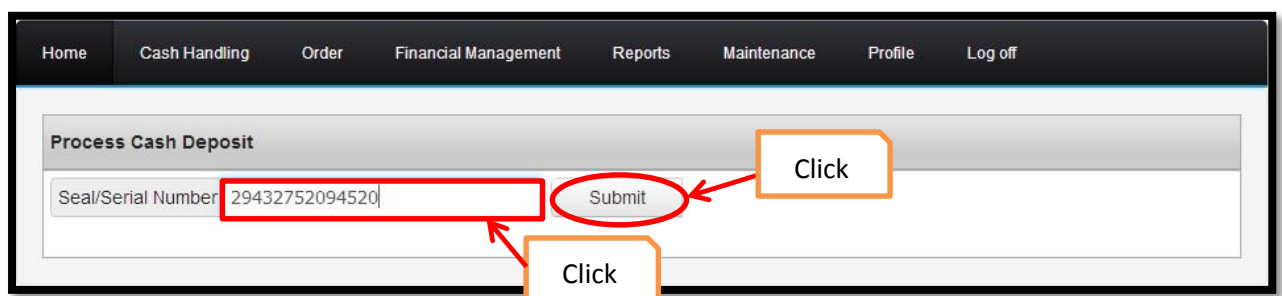 Home Cash Handling Order Financial Management Reports Maintenance Profile Log off
Process Cash Deposit
Click
Seal/Serial Number 29432752094520 Submit
Click